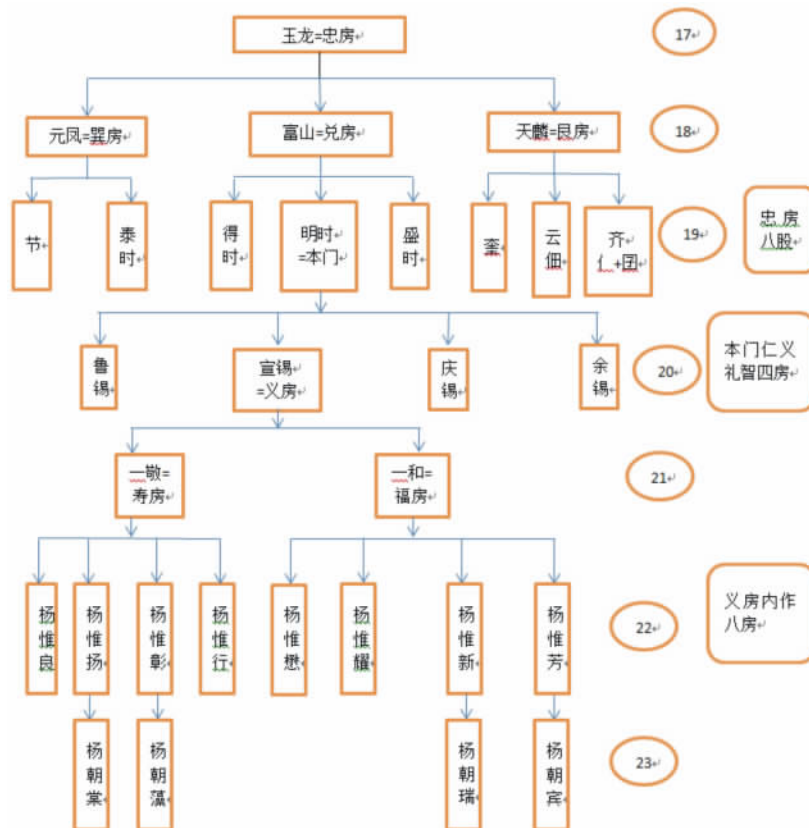 玉龙=忠房
17
元凤=巽房
富山=兑房
天麟=艮房
18
节
泰时
得时
明时
=本门
盛时
銮
云佃
齐
仁+囝
19
忠房
八股
鲁锡
宣锡
=义房
庆锡
余锡
20
本门仁义
礼智四房
一敬=
寿房
一和=
福房
21
杨惟良
杨惟扬
杨惟彰
杨惟行
杨惟懋
杨惟耀
杨惟新
杨惟芳
22
义房内作
八房
杨朝棠
杨朝藻
杨朝瑞
杨朝宾
23